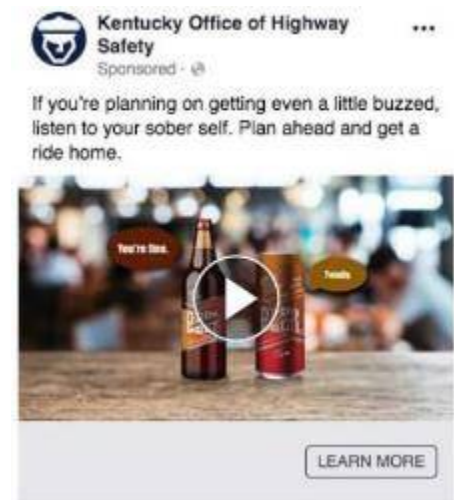 Kentucky Office of Highway
Safety
Sponsored ·
If you're planning on getting even a little buzzed,
listen to your sober self. Plan ahead and get a
ride home.
You're fine.
Totally.
LEARN MORE